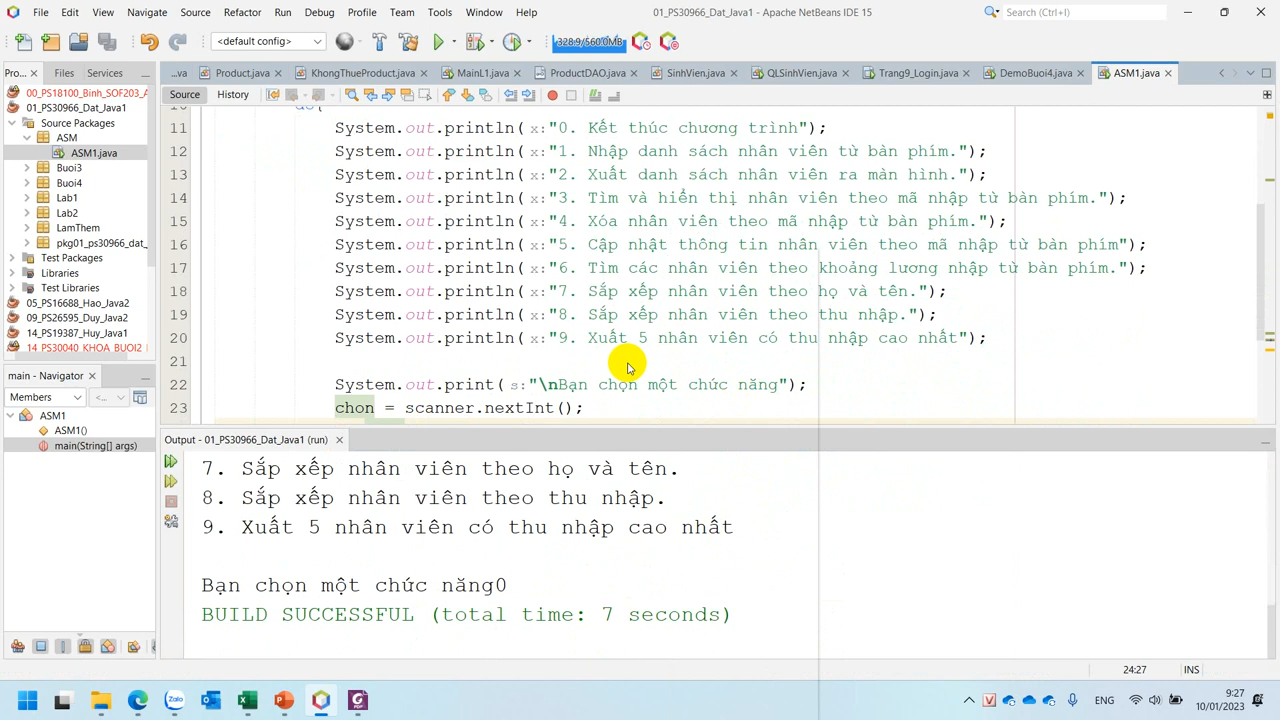 File Edit View Navigate Source Refactor Run Debug Profile Team Tools Window Help
01_PS30966_Dat_Java1 - Apache NetBeans IDE 15
Search (Ctrl+I)
<default config>
328.9/560.0MB
Pro... Files Services
...va Product.java KhongThueProduct.java MainL1.java ProductDAO.java SinhVien.java QLSinhVien.java Trang9_Login.java DemoBuoi4.java ASM1.java
Source History
00_PS18100_Binh_SOF203_A
01_PS30966_Dat_Java1
Source Packages
ASM
ASM1.java
Buoi3
Buoi4
Lab1
Lab2
LamThem
pkg01_ps30966_dat_
Test Packages
Libraries
Test Libraries
05_PS16688_Hao_Java2
09_PS26595_Duy_Java2
14_PS19387_Huy_Java1
14_PS30040_KHOA_BUOI2
11 System.out.println( x:"0. Kết thúc chương trình");
12 System.out.println( x:"1. Nhập danh sách nhân viên từ bàn phím.");
13 System.out.println( x:"2. Xuất danh sách nhân viên ra màn hình.");
14 System.out.println( x:"3. Tìm và hiển thị nhân viên theo mã nhập từ bàn phím.");
15 System.out.println( x:"4. Xóa nhân viên theo mã nhập từ bàn phím.");
16 System.out.println( x:"5. Cập nhật thông tin nhân viên theo mã nhập từ bàn phím");
17 System.out.println( x:"6. Tìm các nhân viên theo khoảng lương nhập từ bàn phím.");
18 System.out.println( x:"7. Sắp xếp nhân viên theo họ và tên.");
19 System.out.println( x:"8. Sắp xếp nhân viên theo thu nhập.");
20 System.out.println( x:"9. Xuất 5 nhân viên có thu nhập cao nhất");
21
22 System.out.print( s:"\nBạn chọn một chức năng");
23 chon = scanner.nextInt();
main - Navigator
Members <...>
ASM1
ASM1()
main(String[] args)
Output - 01_PS30966_Dat_Java1 (run)
7. Sắp xếp nhân viên theo họ và tên.
8. Sắp xếp nhân viên theo thu nhập.
9. Xuất 5 nhân viên có thu nhập cao nhất
Bạn chọn một chức năng0
BUILD SUCCESSFUL (total time: 7 seconds)
24:27 INS
Zalo
PDF
ENG
9:27
10/01/2023